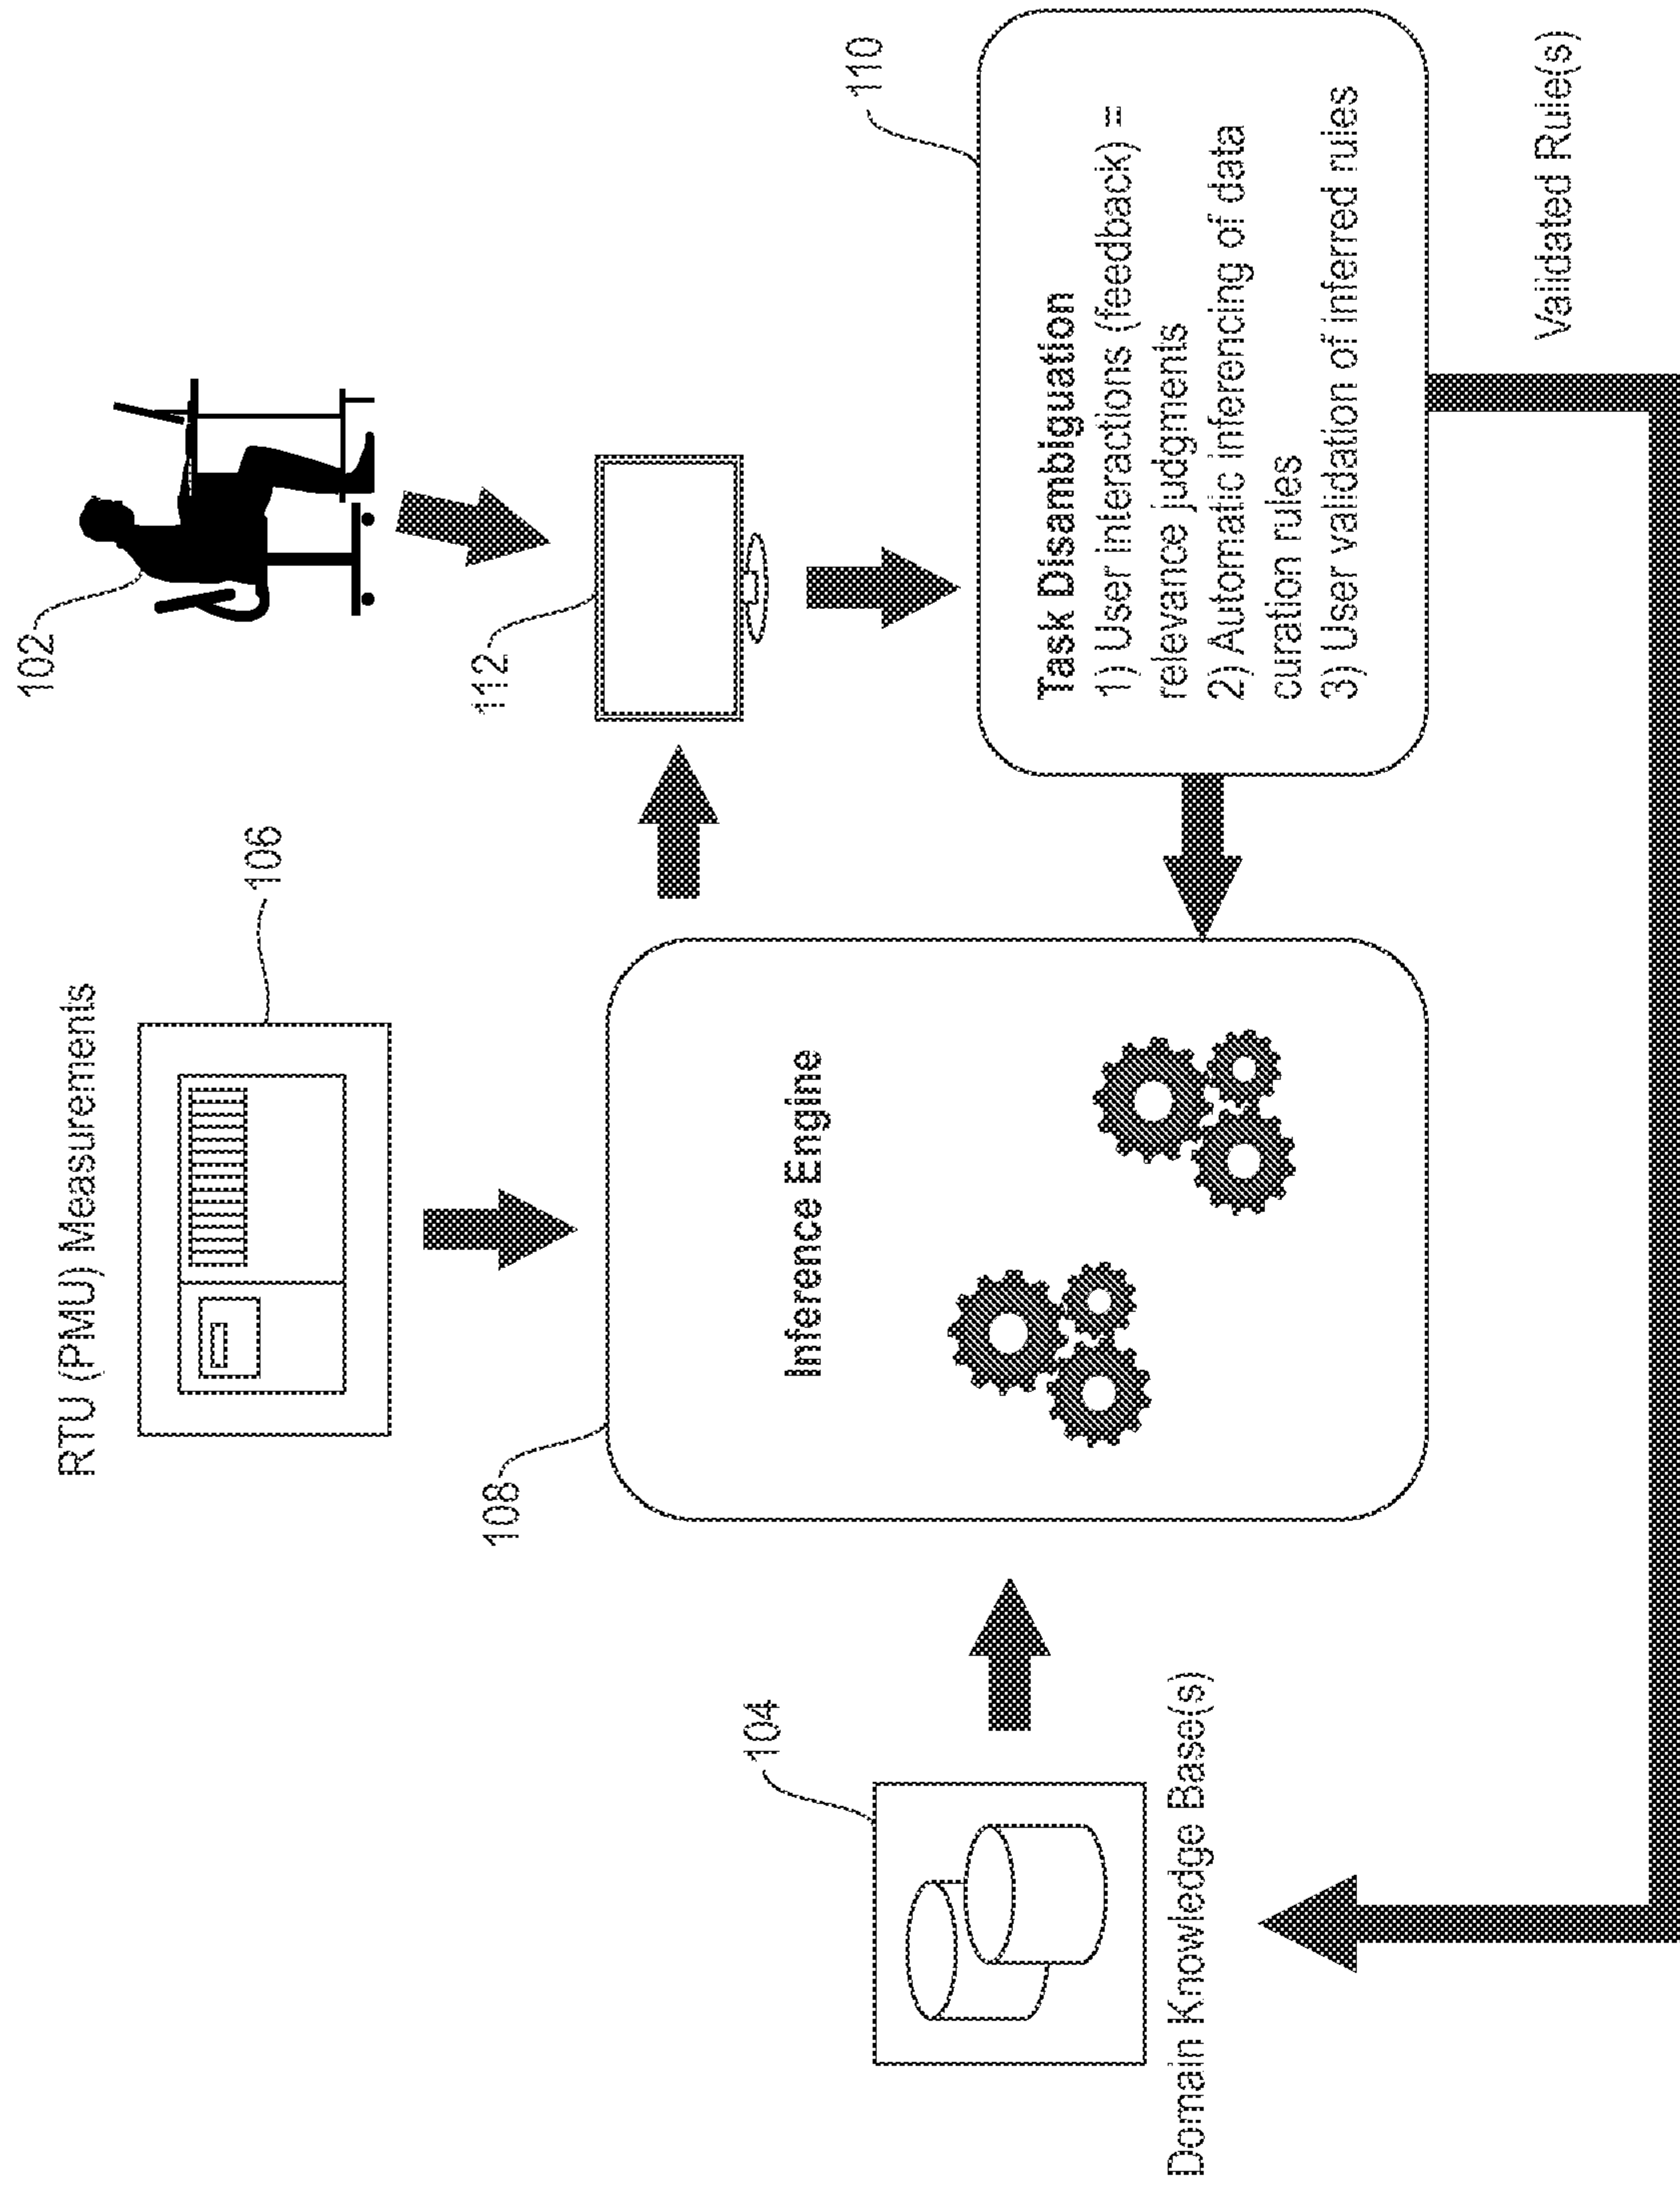 102
RTU (PMU) Measurements
106
112
108
104
Inference Engine
110
Task Disambiguation
1) User interactions (feedback) =
relevance judgments
2) Automatic inferencing of data
curation rules
3) User validation of inferred rules
Domain Knowledge Base(s)
Validated Rule(s)